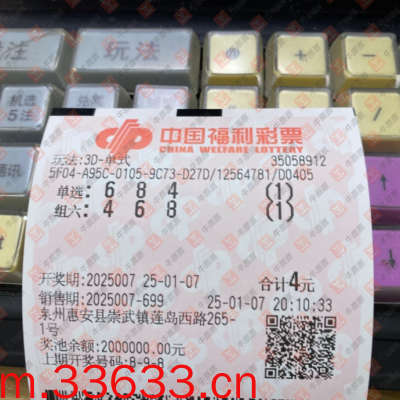 玩法
注
机选
5注
中国福利彩票
CHINA WELFARE LOTTERY
玩法:3D-单式 35058912
5F04-A95C-0105-9C73-D27D/12564781/D0405
单选: 6 8 4 (1)
组六: 4 6 8 (1)
开奖期:2025007 25-01-07 合计4元
销售期:2025007-699 25-01-07 20:10:33
泉州惠安县崇武镇莲岛西路265-
1号
奖池余额:2000000.00元
上期开奖号码:8-9-8
m.33633.cn